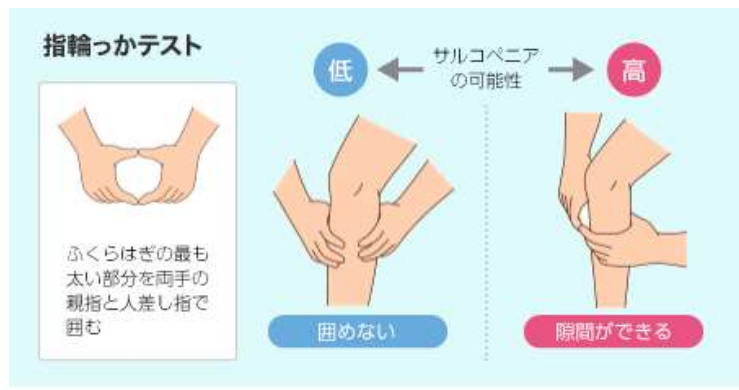 指輪っかテスト
低
サルコペニア
の可能性
高
ふくらはぎの最も
太い部分を両手の
親指と人差し指で
囲む
囲めない
隙間ができる